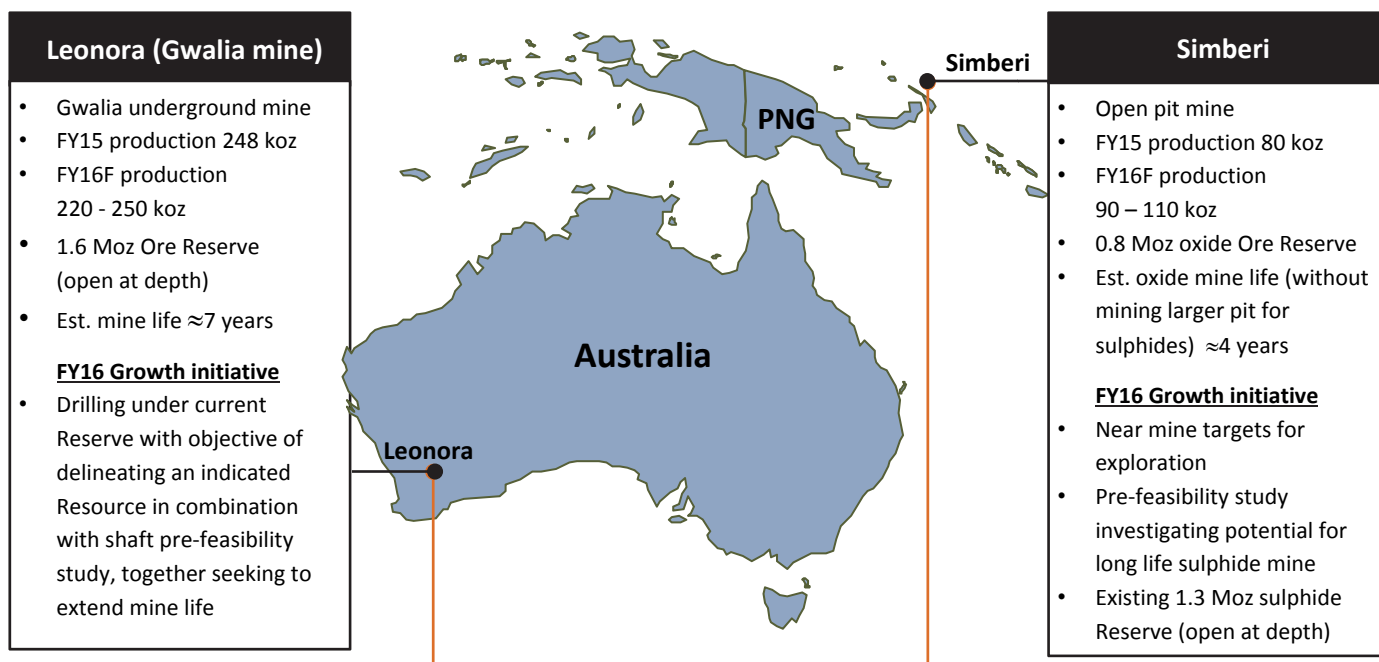 Leonora (Gwalia mine)
• Gwalia underground mine
• FY15 production 248 koz
• FY16F production
220 - 250 koz
• 1.6 Moz Ore Reserve
(open at depth)
• Est. mine life ≈7 years
FY16 Growth initiative
• Drilling under current
Reserve with objective of
delineating an indicated
Resource in combination
with shaft pre-feasibility
study, together seeking to
extend mine life
Simberi
PNG
Australia
Leonora
Simberi
• Open pit mine
• FY15 production 80 koz
• FY16F production
90 – 110 koz
• 0.8 Moz oxide Ore Reserve
• Est. oxide mine life (without
mining larger pit for
sulphides) ≈4 years
FY16 Growth initiative
• Near mine targets for
exploration
• Pre-feasibility study
investigating potential for
long life sulphide mine
• Existing 1.3 Moz sulphide
Reserve (open at depth)